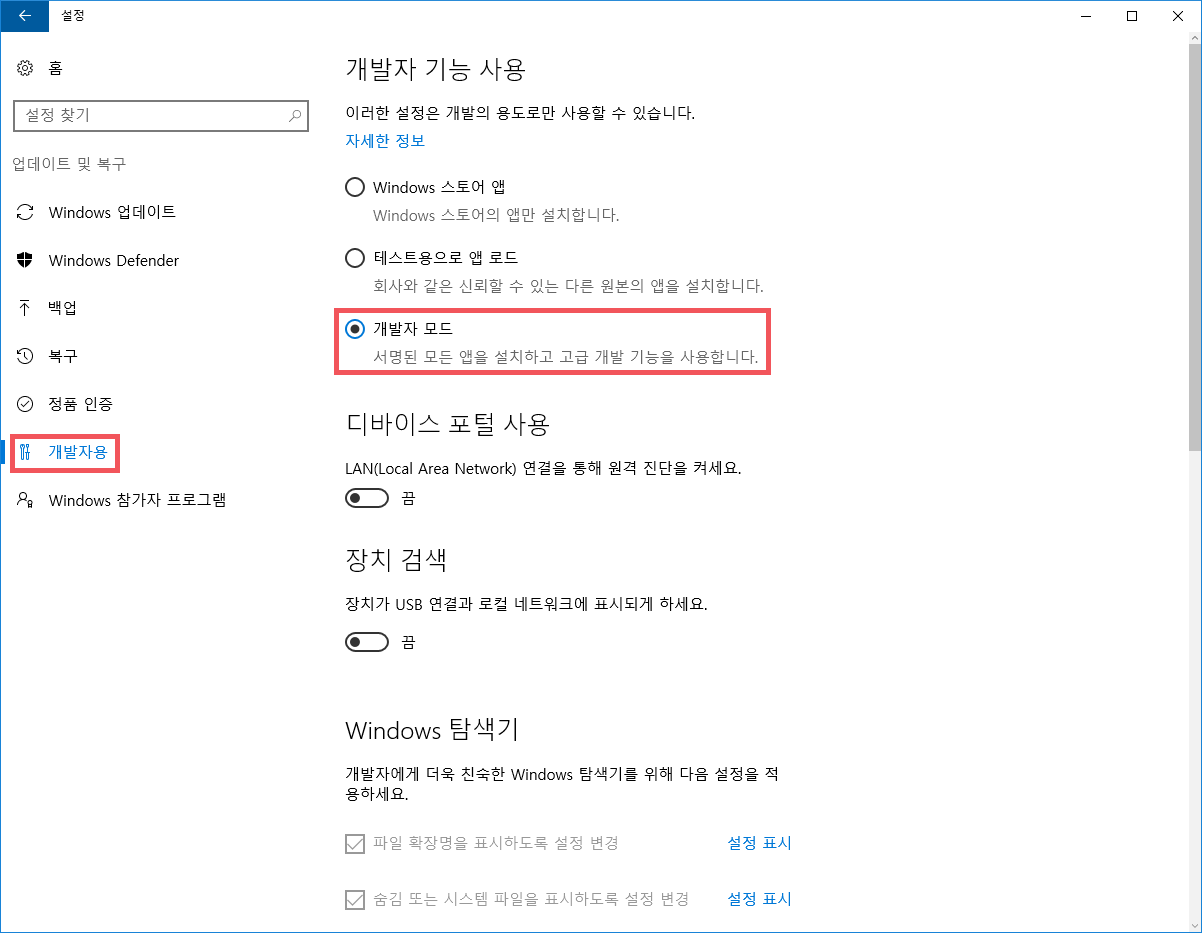 설정
홈
설정 찾기
업데이트 및 복구
Windows 업데이트
Windows Defender
백업
복구
정품 인증
개발자용
Windows 참가자 프로그램
개발자 기능 사용
이러한 설정은 개발의 용도로만 사용할 수 있습니다.
자세한 정보
Windows 스토어 앱
Windows 스토어의 앱만 설치합니다.
테스트용으로 앱 로드
회사와 같은 신뢰할 수 있는 다른 원본의 앱을 설치합니다.
개발자 모드
서명된 모든 앱을 설치하고 고급 개발 기능을 사용합니다.
디바이스 포털 사용
LAN(Local Area Network) 연결을 통해 원격 진단을 켜세요.
끔
장치 검색
장치가 USB 연결과 로컬 네트워크에 표시되게 하세요.
끔
Windows 탐색기
개발자에게 더욱 친숙한 Windows 탐색기를 위해 다음 설정을 적
용하세요.
파일 확장명을 표시하도록 설정 변경 설정 표시
숨김 또는 시스템 파일을 표시하도록 설정 변경 설정 표시